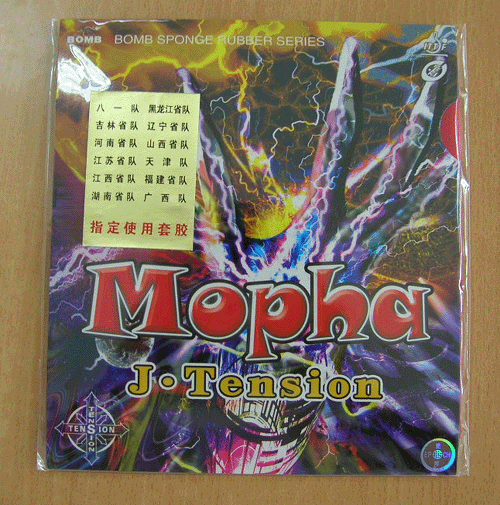 BOMB
BOMB SPONGE RUBBER SERIES
ITTF
八一队 黑龙江省队
吉林省队 辽宁省队
河南省队 山西省队
江苏省队 天津队
江西省队 福建省队
湖南省队 广西队
指定使用套胶
Mopha
J·Tension
TENSION
TENSION
EPOCH